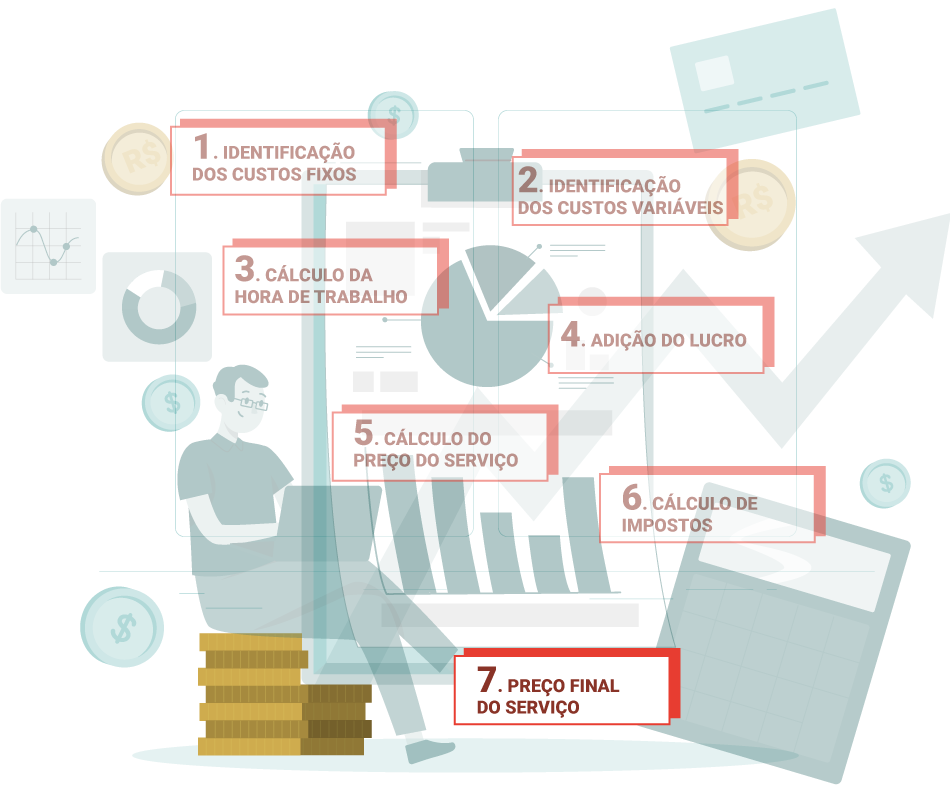 $
R$
1. IDENTIFICAÇÃO
DOS CUSTOS FIXOS
2. IDENTIFICAÇÃO
DOS CUSTOS VARIÁVEIS
R$
3. CÁLCULO DA
HORA DE TRABALHO
4. ADIÇÃO DO LUCRO
$
5. CÁLCULO DO
PREÇO DO SERVIÇO
6. CÁLCULO DE
IMPOSTOS
$
$
7. PREÇO FINAL
DO SERVIÇO